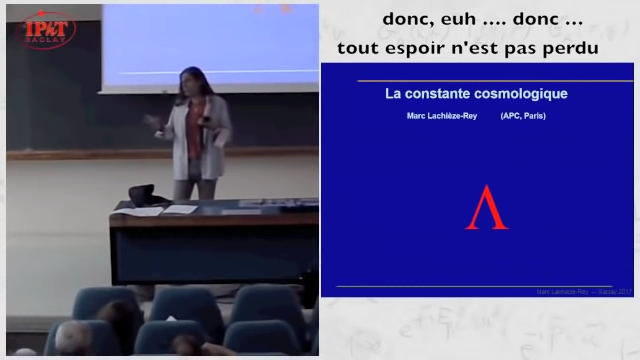 IPhT
SACLAY
donc, euh .... donc ...
tout espoir n'est pas perdu
La constante cosmologique
Marc Lachièze-Rey (APC, Paris)
Λ
Marc Lachièze-Rey — Saclay 2017